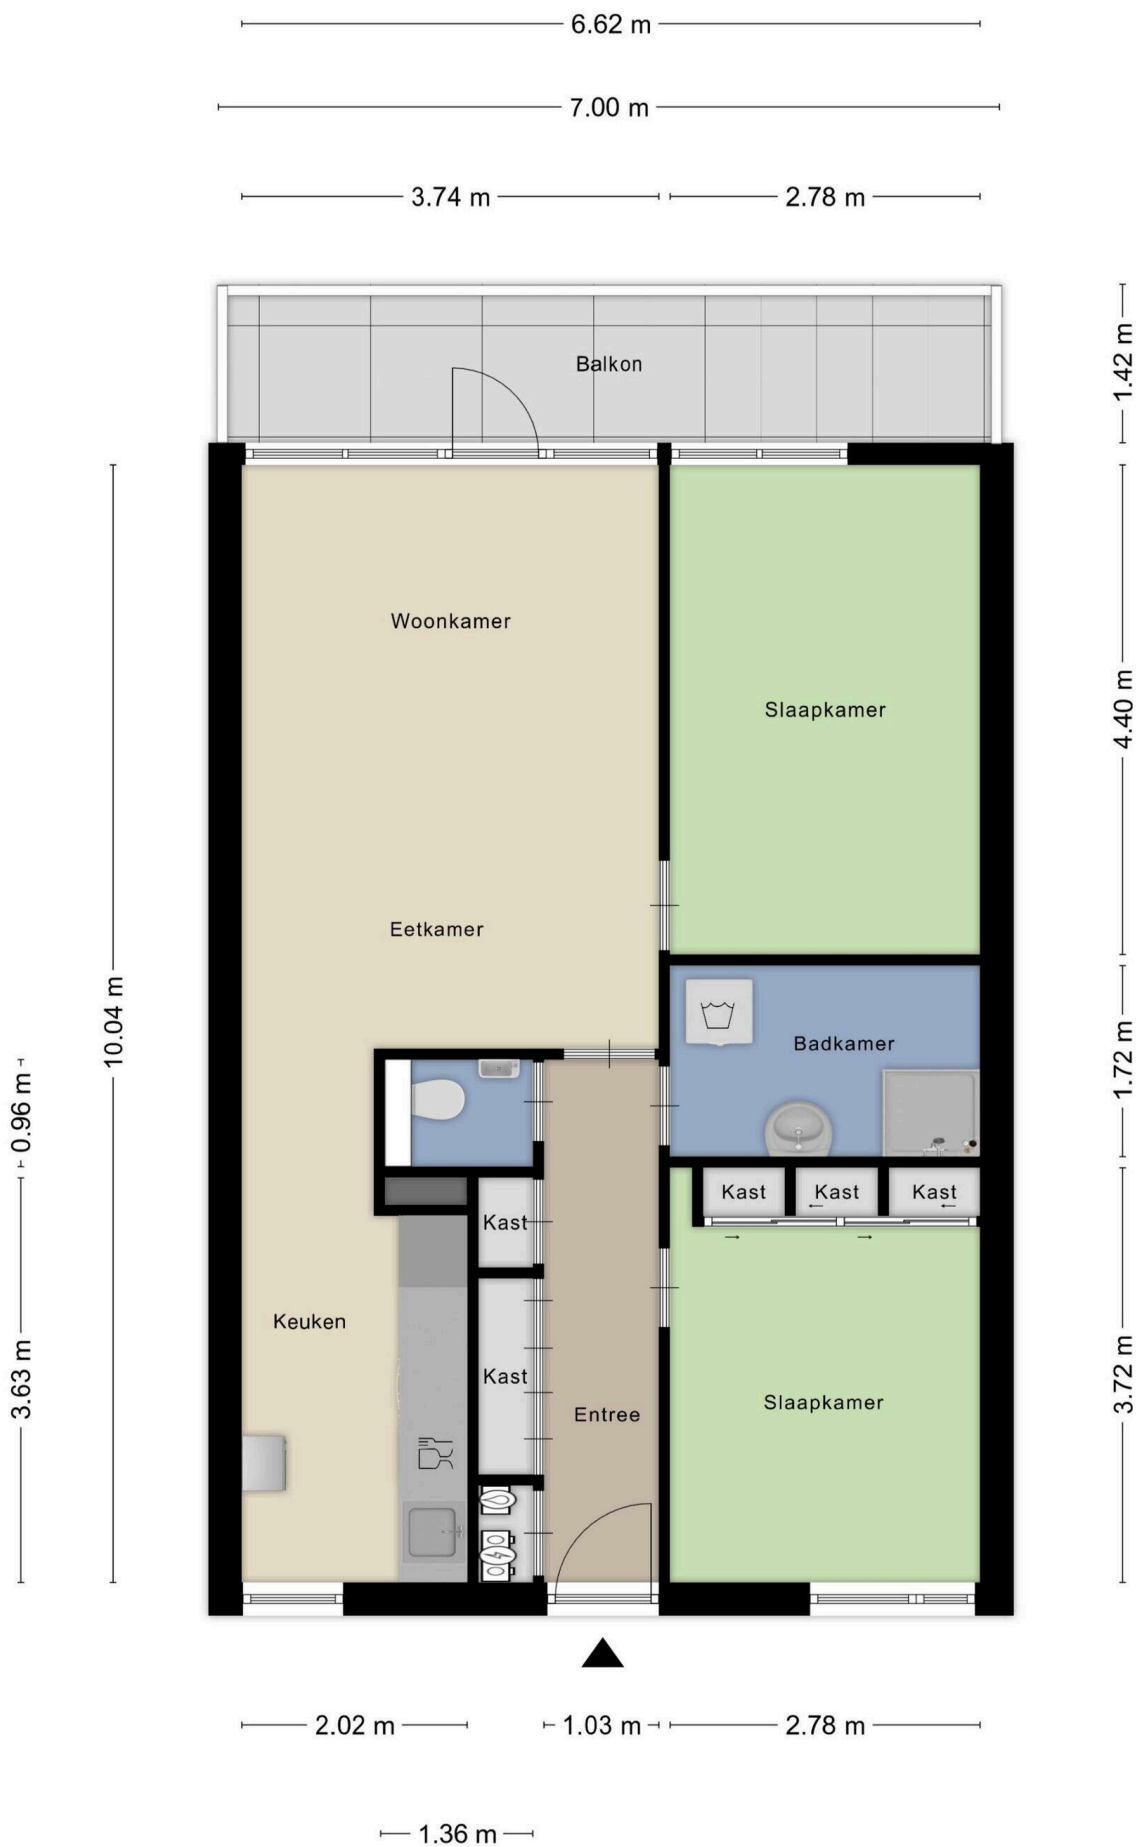 6.62 m
7.00 m
3.74 m
2.78 m
Balkon
1.42 m
Woonkamer
Slaapkamer
4.40 m
Eetkamer
10.04 m
Badkamer
1.72 m
0.96 m
Kast
Kast
Kast
Kast
Keuken
Kast
3.63 m
Entree
Slaapkamer
3.72 m
2.02 m
1.03 m
2.78 m
1.36 m